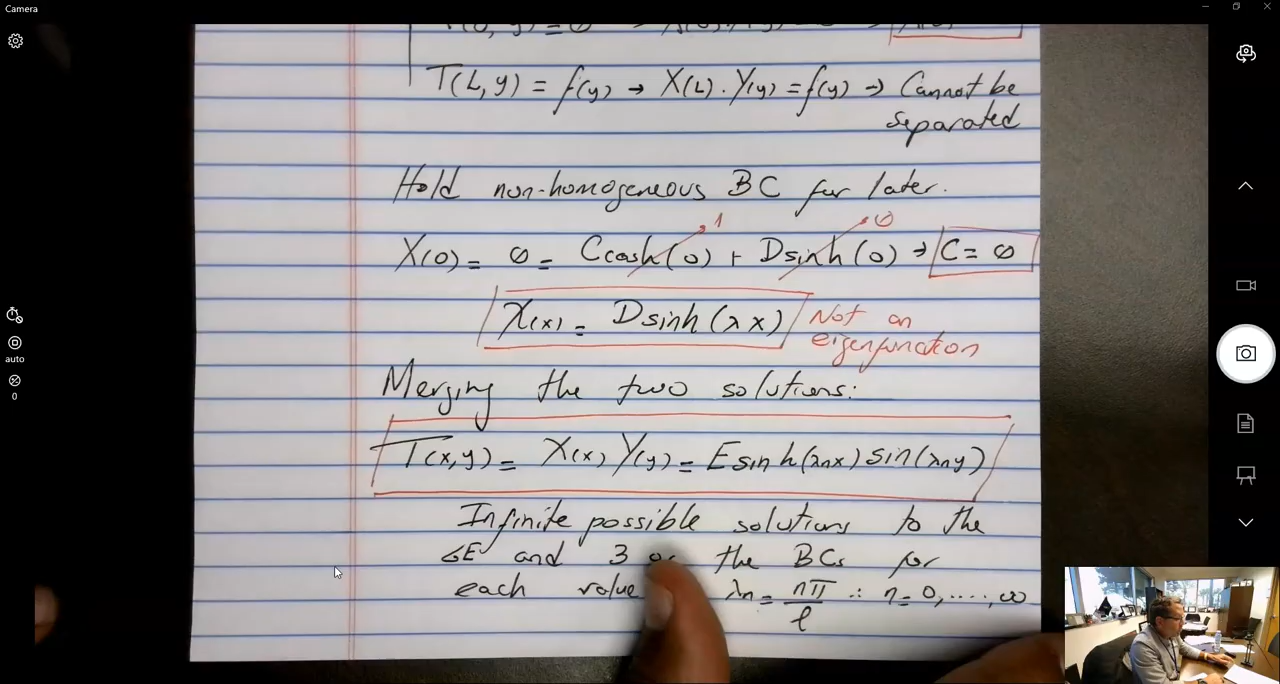 Camera
T(L, y) = f(y) → X(L) . Y(y) = f(y) → Cannot be
separated
Hold non-homogeneous BC for later.
1 0
X(0) = 0 = Ccosh(0) + Dsinh(0) → C = 0
X(x) = Dsinh(λx) Not an
eigenfunction
Merging the two solutions:
T(x,y) = X(x) Y(y) = E sinh(λnx) sin(λny)
Infinite possible solutions to the
GE and 3 the BCs for
each value λn = nπ/l ∴ n=0,....,∞
auto
0